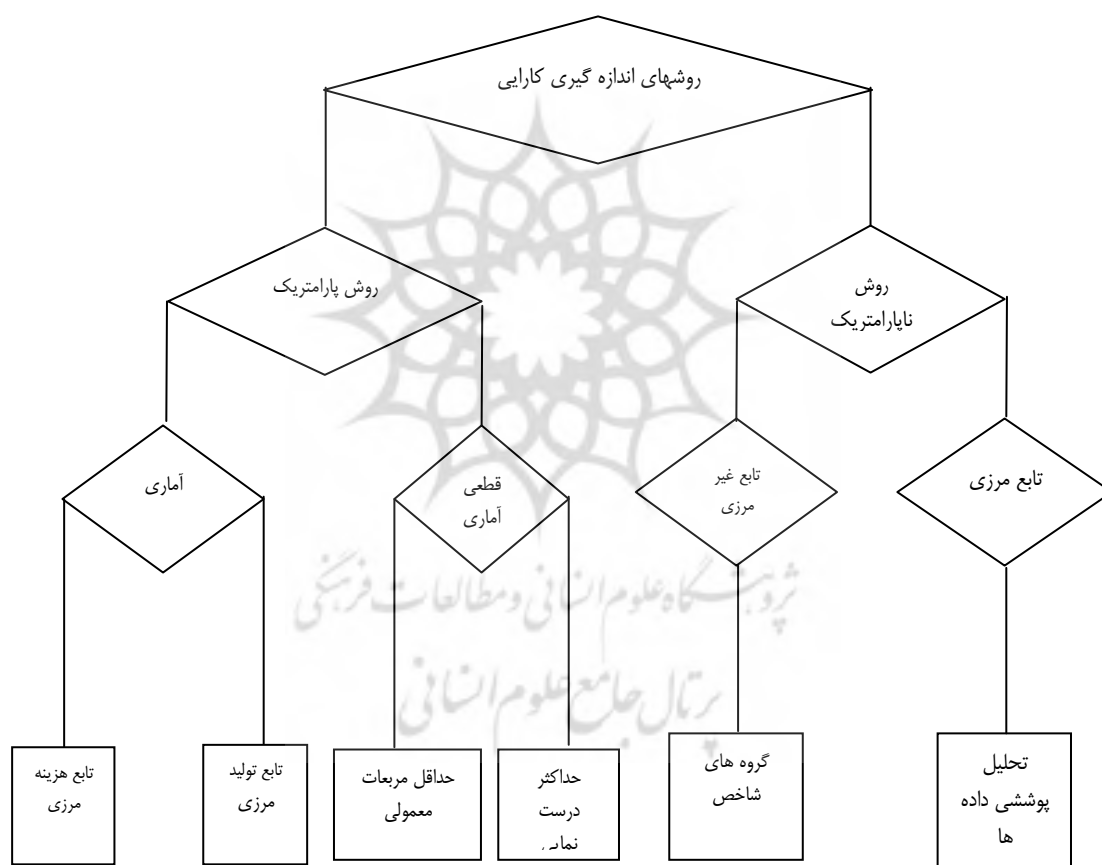 روشهای اندازه گیری کارایی
روش
ناپارامتریک
روش پارامتریک
تابع مرزی
تابع غیر
مرزی
قطعی
آماری
آماری
پژوهشگاه علوم انسانی و مطالعات فرهنگی
پرتال جامع علوم انسانی
تحلیل
پوششی داده
ها
گروه های
شاخص
حداکثر
درست
نمایی
حداقل مربعات
معمولی
تابع تولید
مرزی
تابع هزینه
مرزی